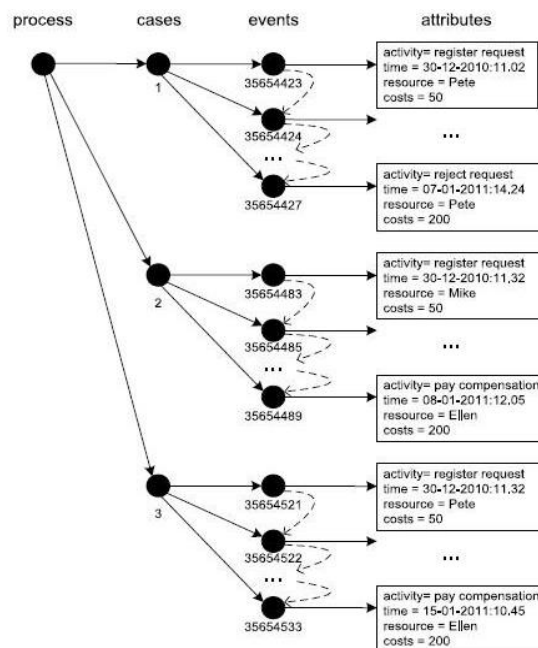 process cases events attributes
activity= register request
time = 30-12-2010:11.02
resource = Pete
costs = 50
35654423
1
35654424
...
...
activity= reject request
time = 07-01-2011:14.24
resource = Pete
costs = 200
35654427
activity= register request
time = 30-12-2010:11.32
resource = Mike
costs = 50
35654483
2
35654485
...
...
activity= pay compensation
time = 08-01-2011:12.05
resource = Ellen
costs = 200
35654489
activity= register request
time = 30-12-2010:11.32
resource = Pete
costs = 50
35654521
3
35654522
...
...
activity= pay compensation
time = 15-01-2011:10.45
resource = Ellen
costs = 200
35654533